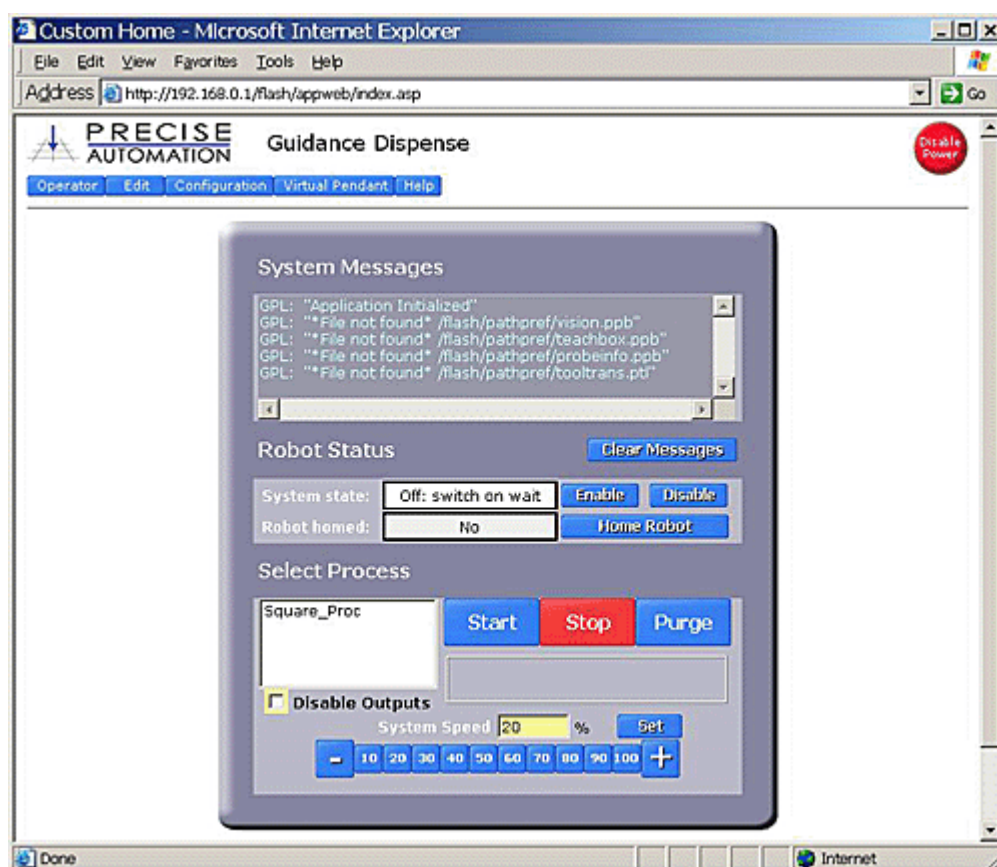 Custom Home - Microsoft Internet Explorer
File Edit View Favorites Tools Help
Address http://192.168.0.1/flash/appweb/index.asp Go
PRECISE
AUTOMATION
Guidance Dispense
Disable
Power
Operator Edit Configuration Virtual Pendant Help
System Messages
GPL: "Application Initialized"
GPL: "*File not found* /flash/pathpref/vision.ppb"
GPL: "*File not found* /flash/pathpref/teachbox.ppb"
GPL: "*File not found* /flash/pathpref/probeinfo.ppb"
GPL: "*File not found* /flash/pathpref/tooltrans.ptl"
Robot Status Clear Messages
System state: Off: switch on wait Enable Disable
Robot homed: No Home Robot
Select Process
Square_Proc
Start Stop Purge
Disable Outputs
System Speed 20 % Set
- 10 20 30 40 50 60 70 80 90 100 +
Done Internet